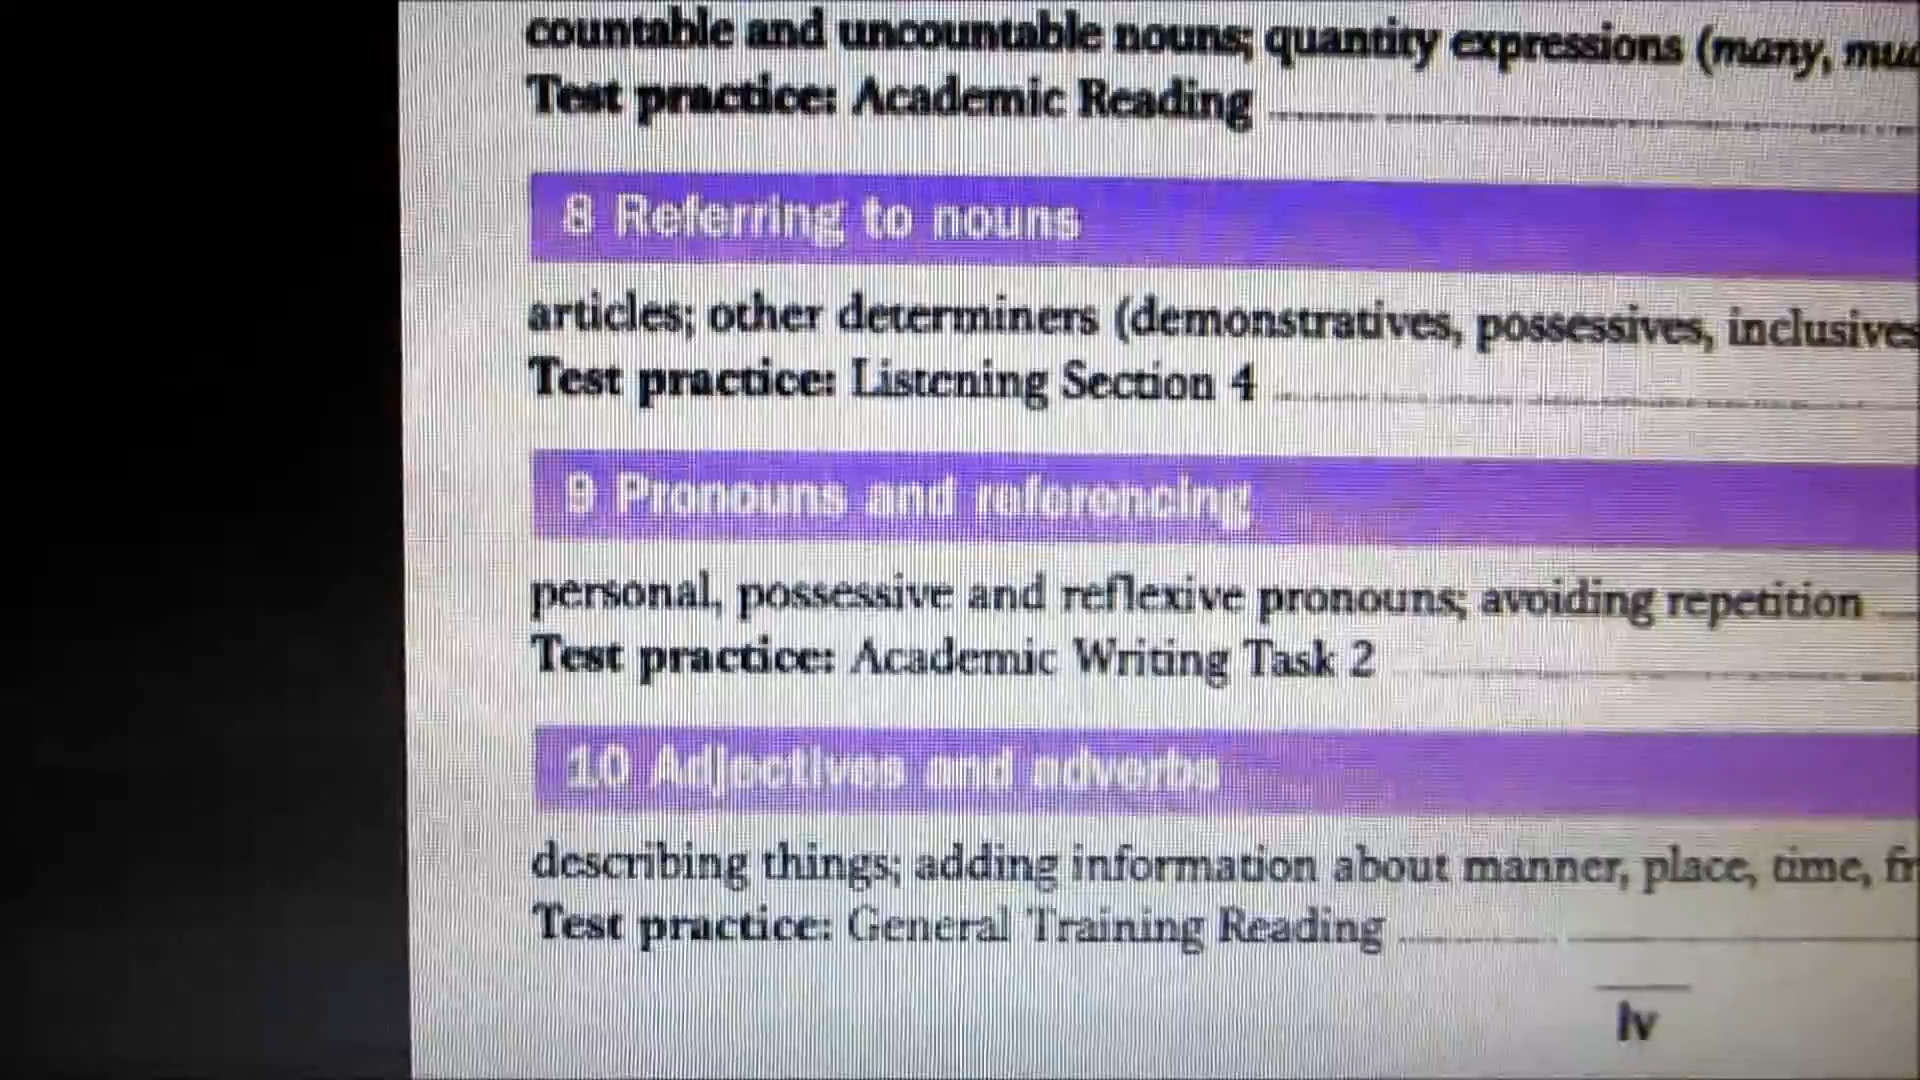 countable and uncountable nouns; quantity expressions (many, muc
Test practice: Academic Reading
8 Referring to nouns
articles; other determiners (demonstratives, possessives, inclusives
Test practice: Listening Section 4
9 Pronouns and referencing
personal, possessive and reflexive pronouns; avoiding repetition
Test practice: Academic Writing Task 2
10 Adjectives and adverbs
describing things; adding information about manner, place, time, fr
Test practice: General Training Reading
iv